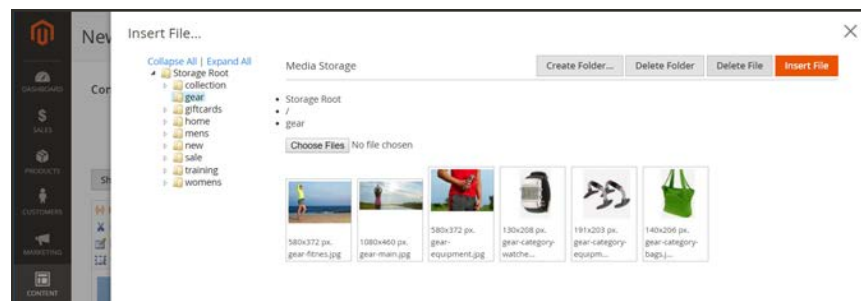 New
Insert File...
Collapse All | Expand All
Storage Root
collection
gear
giftcards
home
mens
new
sale
training
womens
Media Storage
Create Folder...
Delete Folder
Delete File
Insert File
Storage Root
/
gear
Choose Files No file chosen
580x372 px.
gear-fitnes.jpg
1080x460 px.
gear-main.jpg
580x372 px.
gear-
equipment.jpg
130x208 px.
gear-category-
watche...
191x203 px.
gear-category-
equipm...
140x206 px.
gear-category-
bags.j...
DASHBOARD
SALES
PRODUCTS
CUSTOMERS
MARKETING
CONTENT
Con
Sh